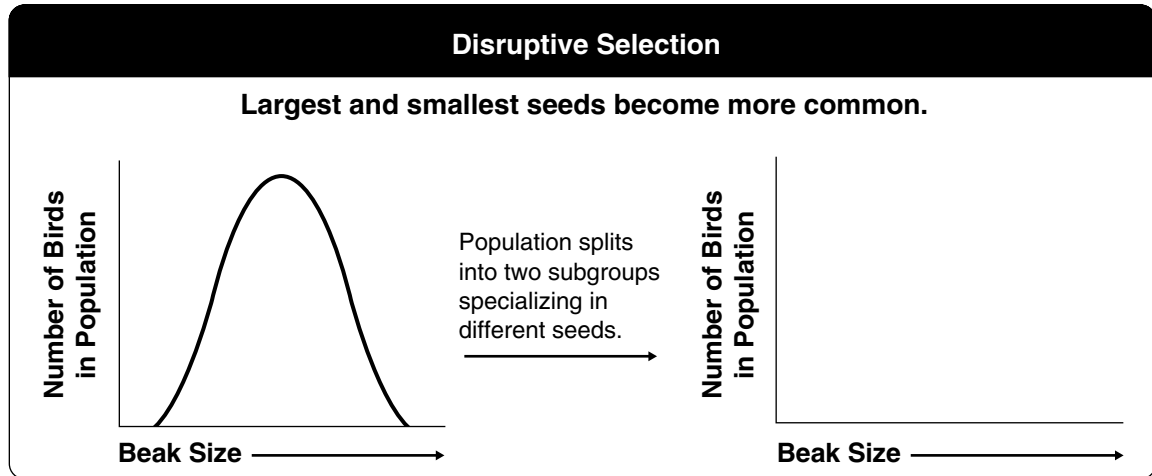 Disruptive Selection
Largest and smallest seeds become more common.
Number of Birds
in Population
Beak Size
Population splits
into two subgroups
specializing in
different seeds.
Number of Birds
in Population
Beak Size